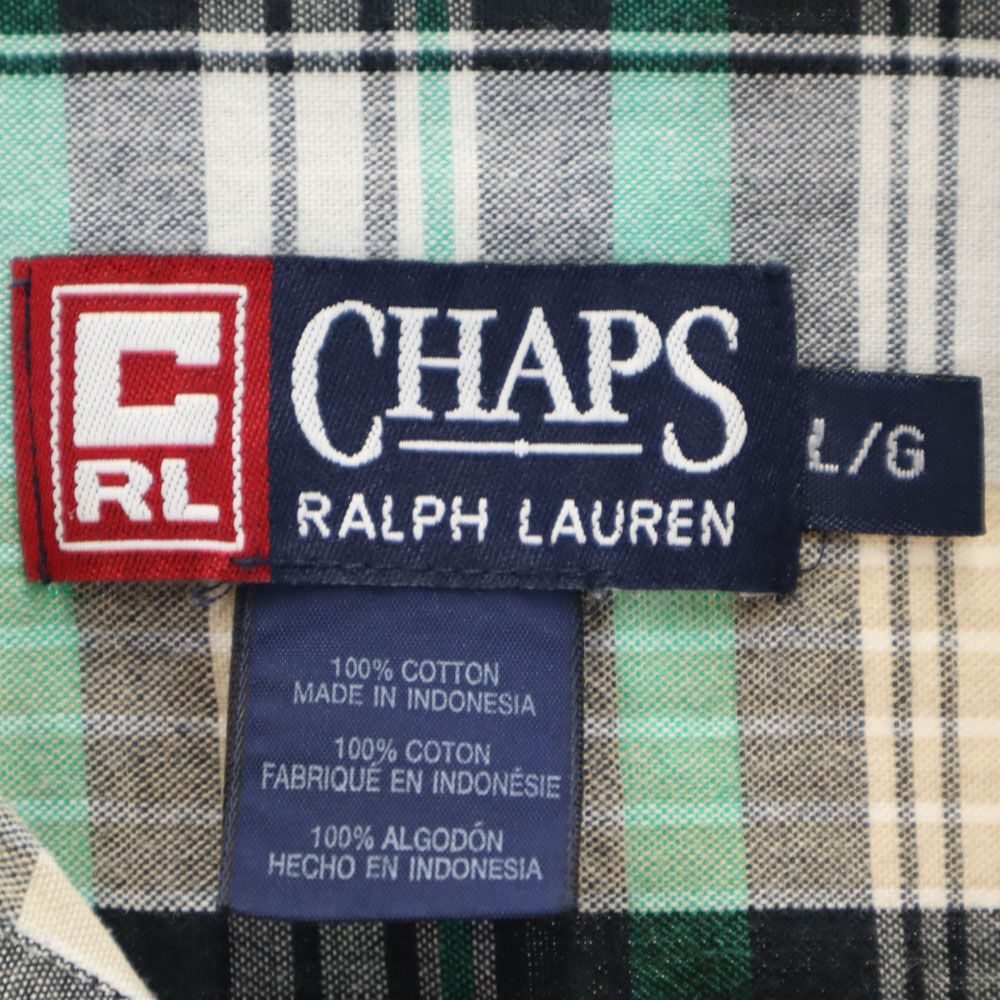 C
RL
CHAPS
RALPH LAUREN
L/G
100% COTTON
MADE IN INDONESIA
100% COTON
FABRIQUÉ EN INDONÉSIE
100% ALGODÓN
HECHO EN INDONESIA